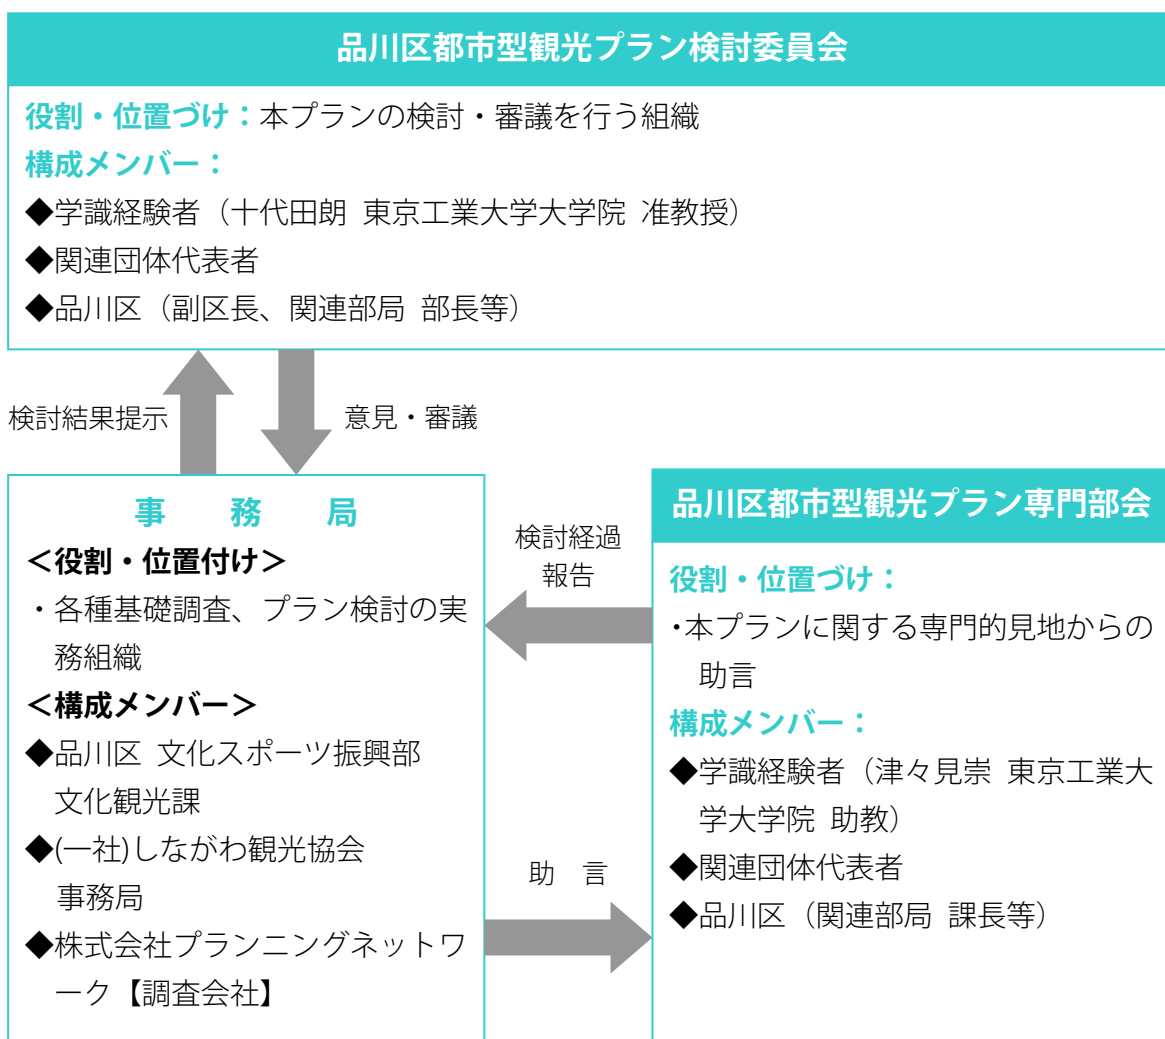 品川区都市型観光プラン検討委員会
役割・位置づけ：本プランの検討・審議を行う組織
構成メンバー：
◆学識経験者（十代田朗 東京工業大学大学院 准教授）
◆関連団体代表者
◆品川区（副区長、関連部局 部長等）
検討結果提示
意見・審議
事　務　局
＜役割・位置付け＞
・各種基礎調査、プラン検討の実
務組織
＜構成メンバー＞
◆品川区 文化スポーツ振興部
文化観光課
◆(一社)しながわ観光協会
事務局
◆株式会社プランニングネットワ
ーク【調査会社】
検討経過
報告
助　言
品川区都市型観光プラン専門部会
役割・位置づけ：
・本プランに関する専門的見地からの
助言
構成メンバー：
◆学識経験者（津々見崇 東京工業大
学大学院 助教）
◆関連団体代表者
◆品川区（関連部局 課長等）